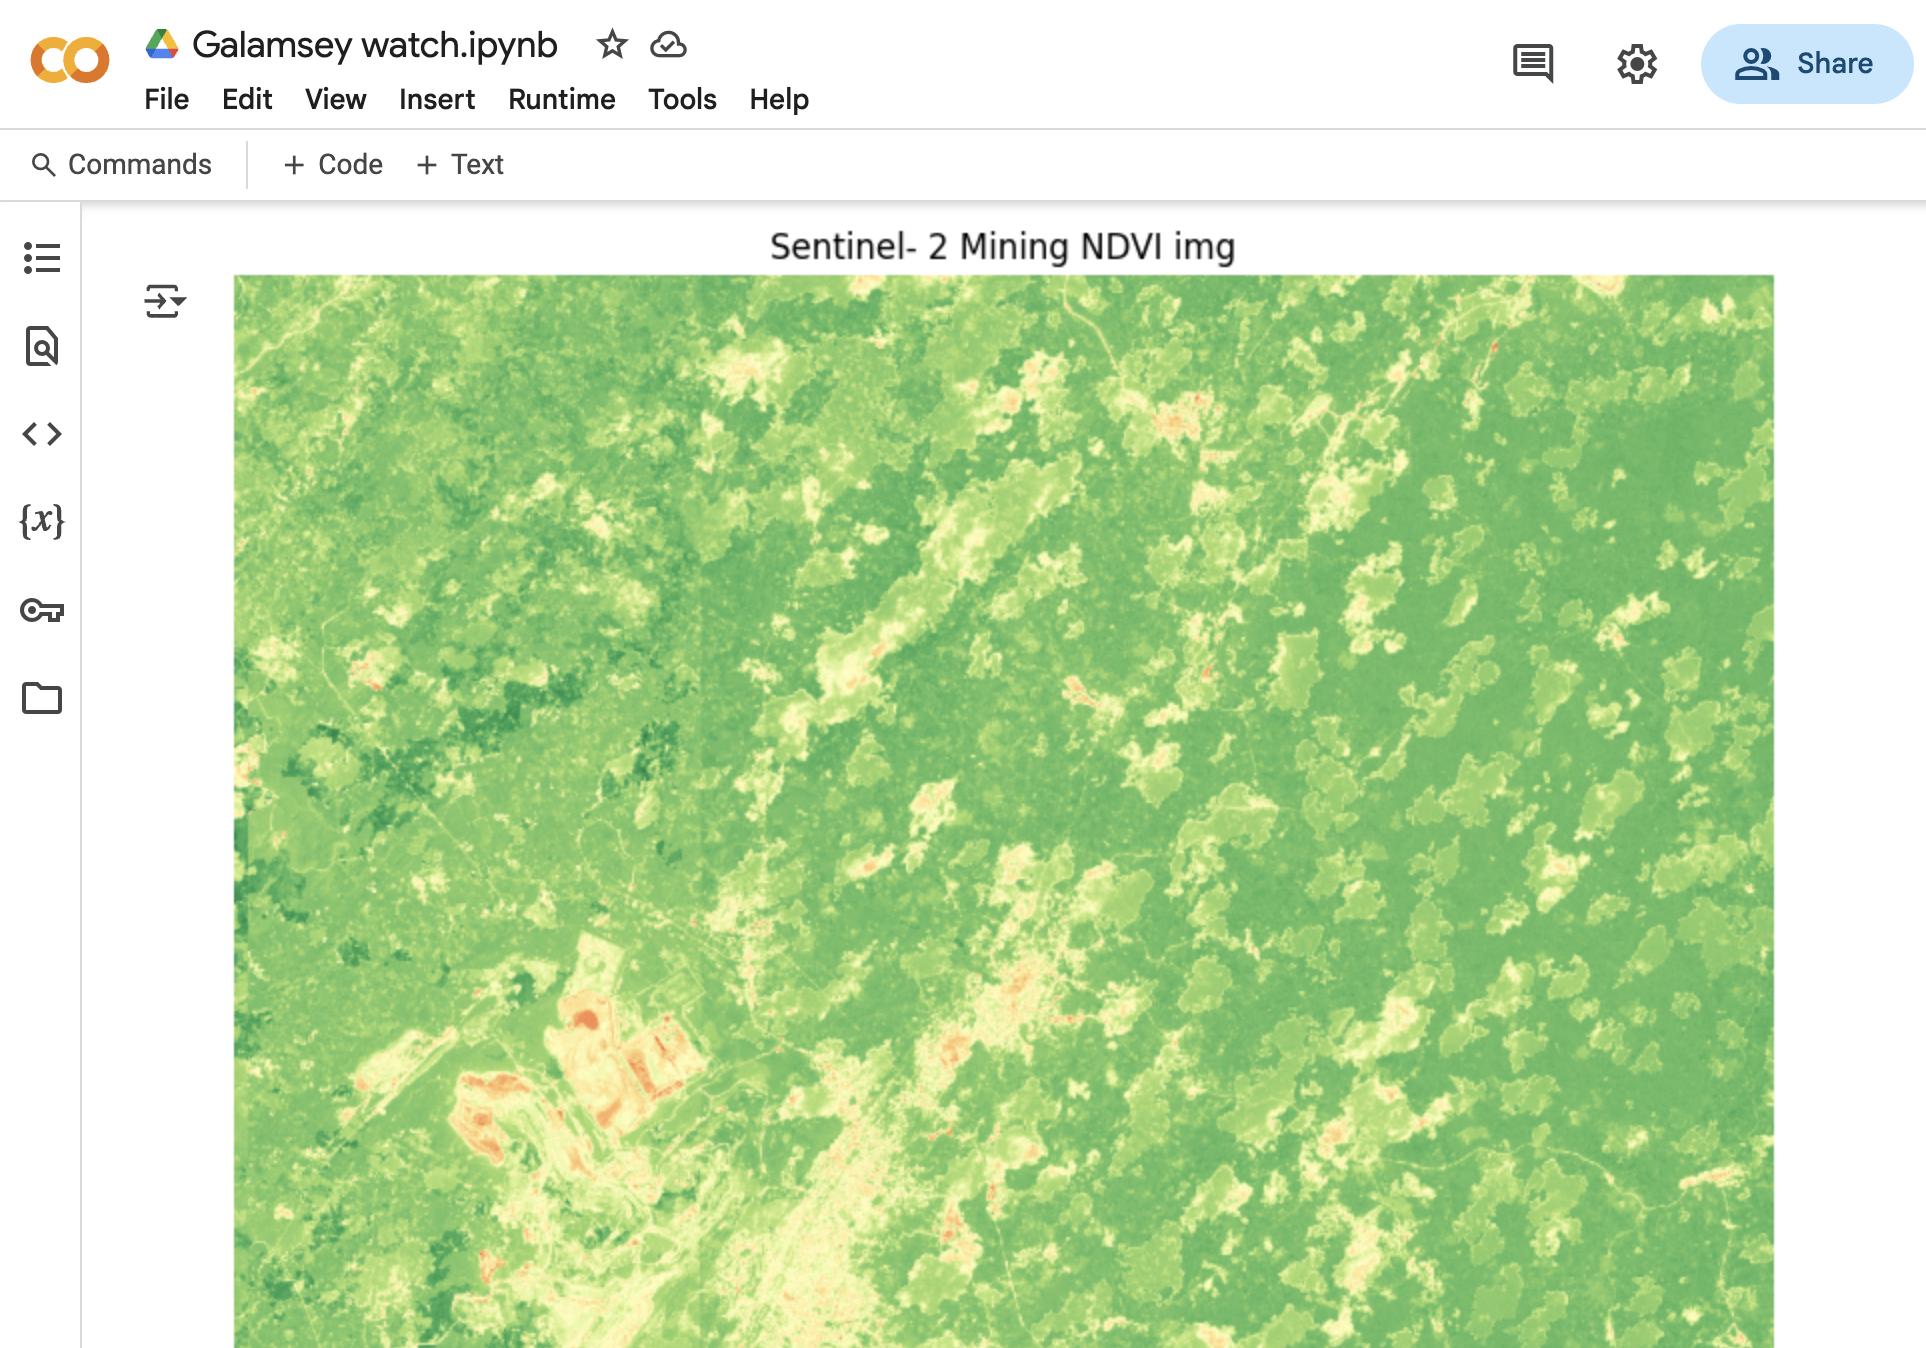 Galamsey watch.ipynb
File Edit View Insert Runtime Tools Help
Share
Commands + Code + Text
Sentinel- 2 Mining NDVI img
{x}